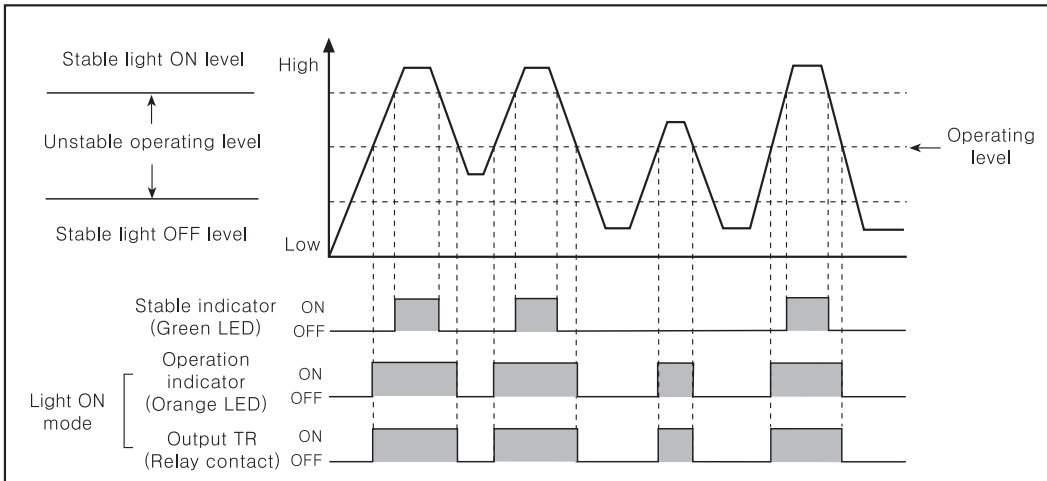 Stable light ON level
Unstable operating level
Stable light OFF level
High
Low
Operating
level
Stable indicator
(Green LED)
ON
OFF
Light ON
mode
Operation
indicator
(Orange LED)
ON
OFF
Output TR
(Relay contact)
ON
OFF